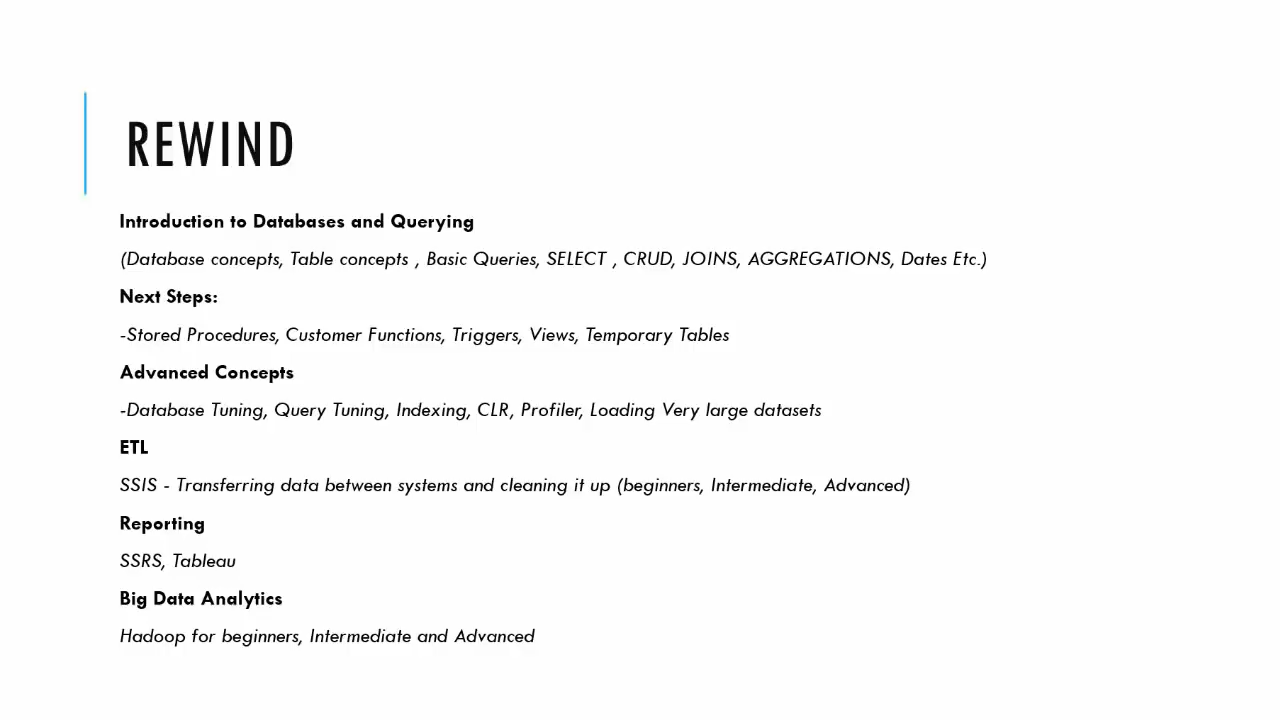 REWIND
Introduction to Databases and Querying
(Database concepts, Table concepts , Basic Queries, SELECT , CRUD, JOINS, AGGREGATIONS, Dates Etc.)
Next Steps:
-Stored Procedures, Customer Functions, Triggers, Views, Temporary Tables
Advanced Concepts
-Database Tuning, Query Tuning, Indexing, CLR, Profiler, Loading Very large datasets
ETL
SSIS - Transferring data between systems and cleaning it up (beginners, Intermediate, Advanced)
Reporting
SSRS, Tableau
Big Data Analytics
Hadoop for beginners, Intermediate and Advanced